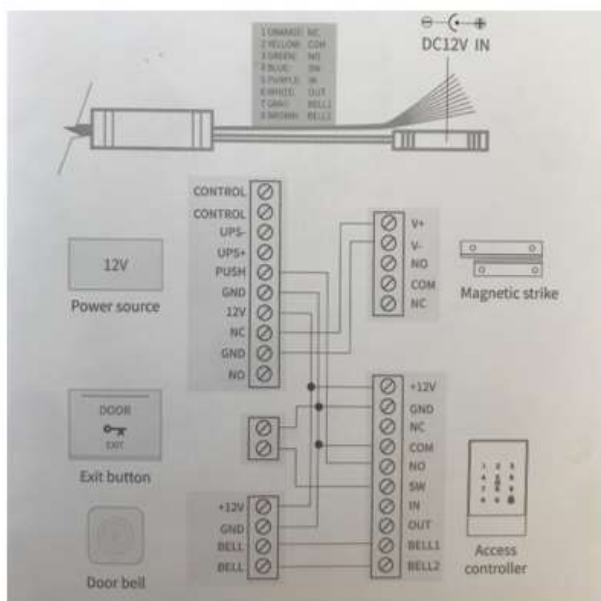 1 ORANGE: NC
2 YELLOW: COM
3 GREEN: NO
4 BLUE: SW
5 PURPLE: IN
6 WHITE: OUT
7 GRAY: BELL1
8 BROWN: BELL2
DC12V IN
CONTROL
CONTROL
UPS-
UPS+
PUSH
GND
12V
NC
GND
NO
12V
Power source
V+
V-
NO
COM
NC
Magnetic strike
DOOR
EXIT
Exit button
+12V
GND
BELL
BELL
Door bell
+12V
GND
NC
COM
NO
SW
IN
OUT
BELL1
BELL2
1 2 3
Access
controller